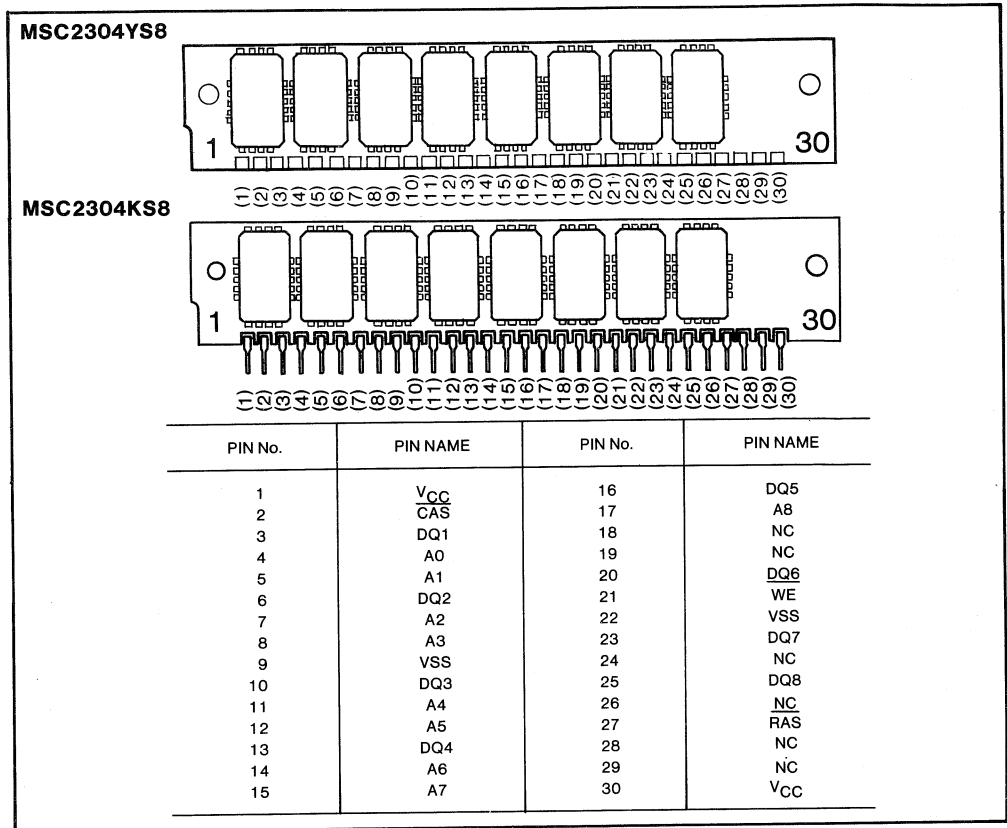 MSC2304YS8
1 30
(1) (2) (3) (4) (5) (6) (7) (8) (9) (10) (11) (12) (13) (14) (15) (16) (17) (18) (19) (20) (21) (22) (23) (24) (25) (26) (27) (28) (29) (30)
MSC2304KS8
1 30
(1) (2) (3) (4) (5) (6) (7) (8) (9) (10) (11) (12) (13) (14) (15) (16) (17) (18) (19) (20) (21) (22) (23) (24) (25) (26) (27) (28) (29) (30)
PIN No. PIN NAME PIN No. PIN NAME
1 VCC 16 DQ5
2 C̅A̅S̅ 17 A8
3 DQ1 18 NC
4 A0 19 NC
5 A1 20 DQ6
6 DQ2 21 W̅E̅ 
7 A2 22 VSS
8 A3 23 DQ7
9 VSS 24 NC
10 DQ3 25 DQ8
11 A4 26 NC
12 A5 27 R̅A̅S̅
13 DQ4 28 NC
14 A6 29 NC
15 A7 30 VCC